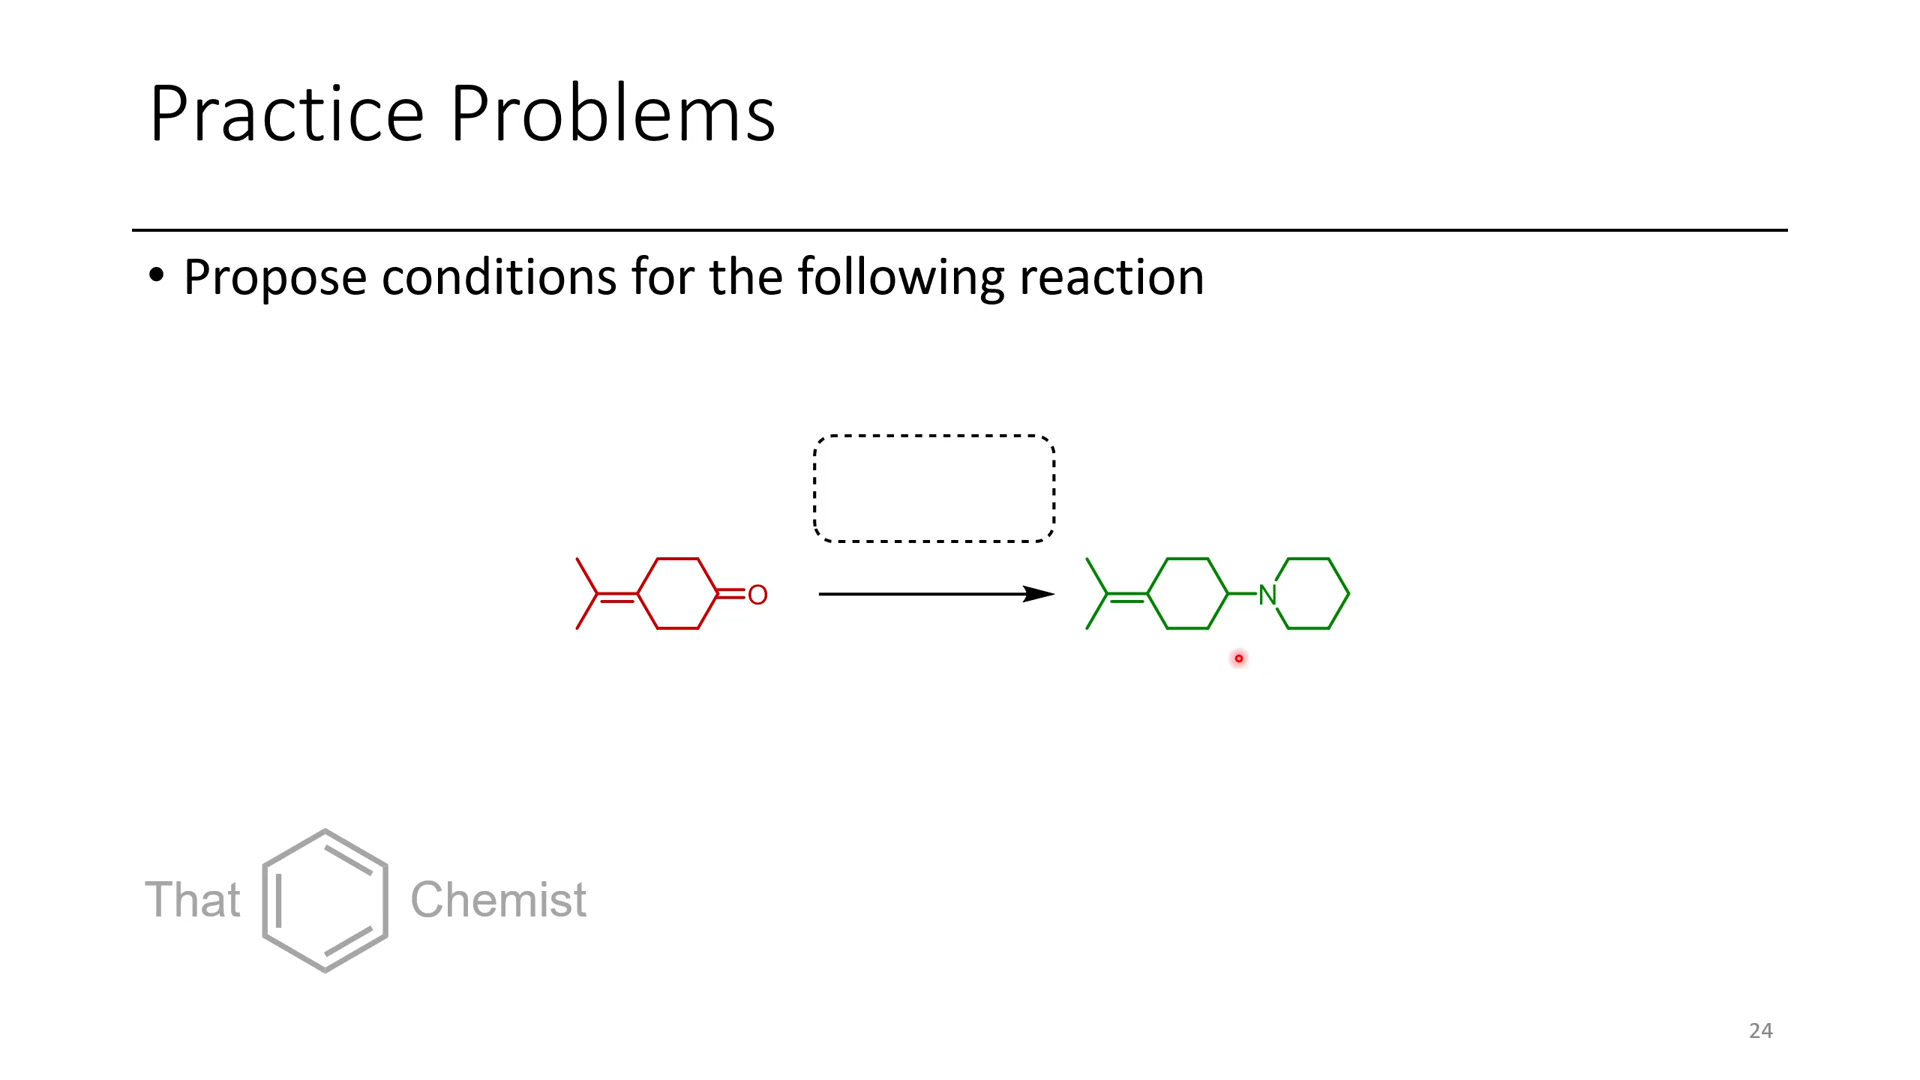 Practice Problems
• Propose conditions for the following reaction
O
N
That Chemist
24